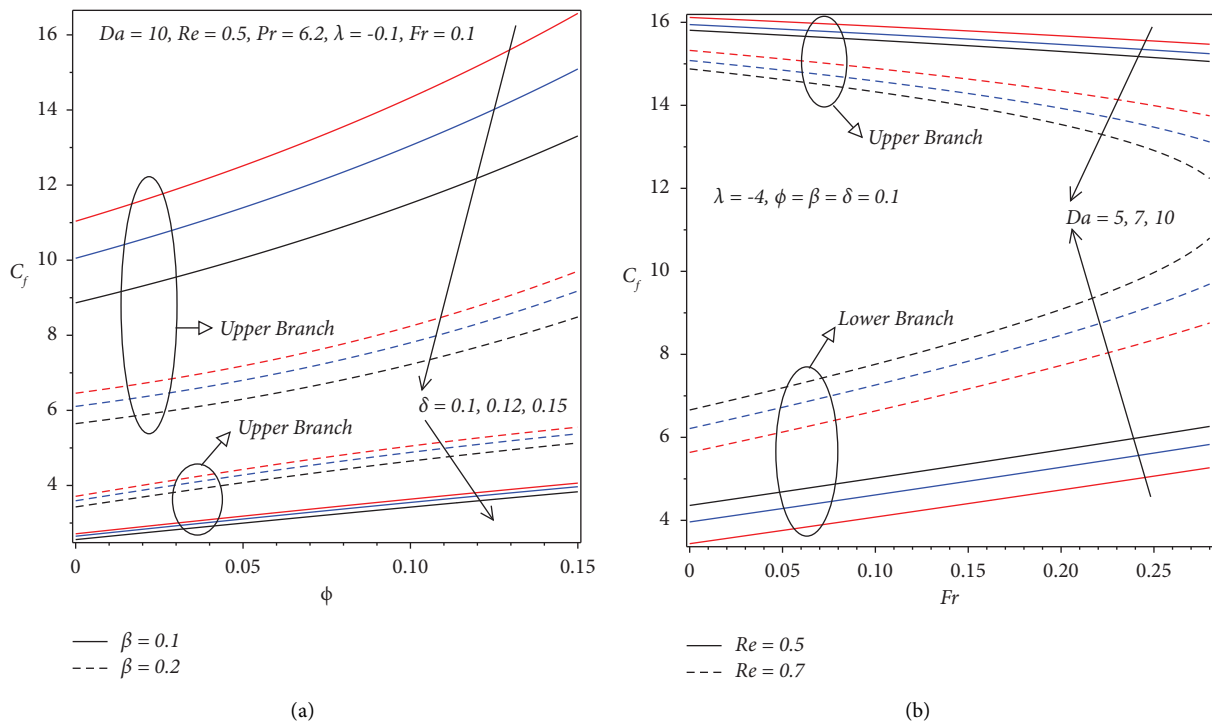 Da = 10, Re = 0.5, Pr = 6.2, λ = -0.1, Fr = 0.1
16
14
12
10
8
6
4
C_f
Upper Branch
δ = 0.1, 0.12, 0.15
Upper Branch
0 0.05 0.10 0.15
ϕ
β = 0.1
β = 0.2
(a)
16
14
12
10
8
6
4
C_f
Upper Branch
λ = -4, ϕ = β = δ = 0.1
Da = 5, 7, 10
Lower Branch
0 0.05 0.10 0.15 0.20 0.25
Fr
Re = 0.5
Re = 0.7
(b)